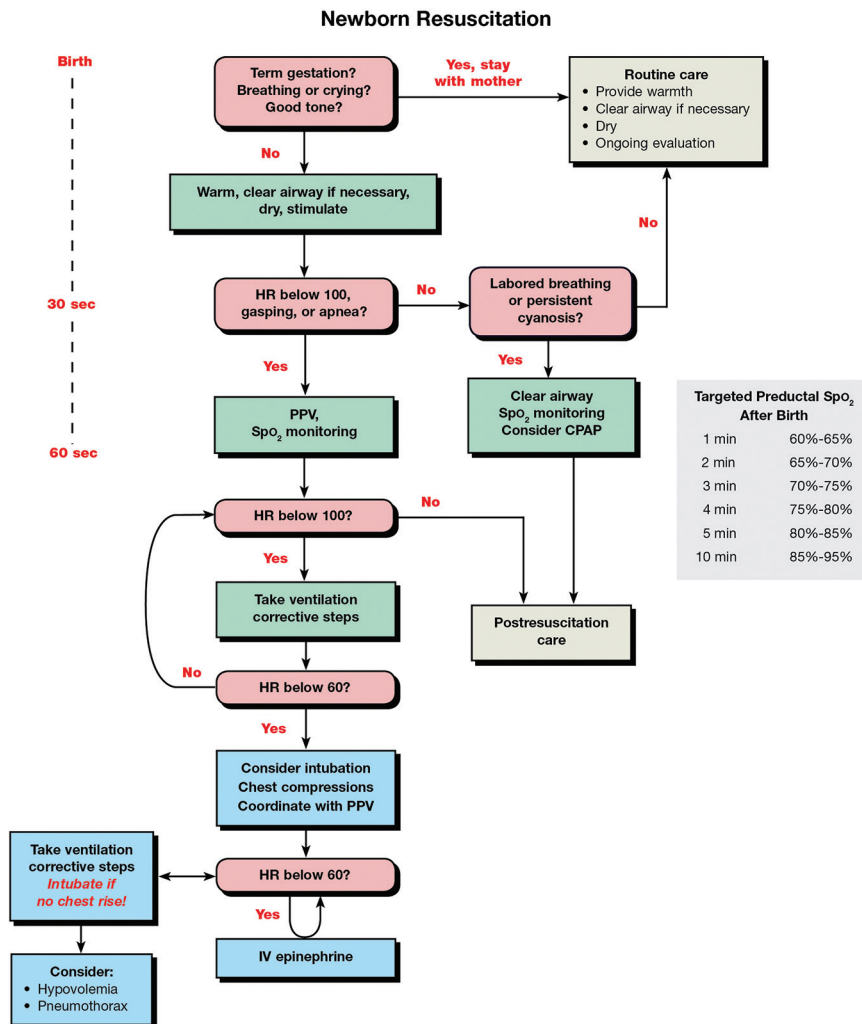 Newborn Resuscitation
Birth
Term gestation?
Breathing or crying?
Good tone?
Yes, stay
with mother
Routine care
• Provide warmth
• Clear airway if necessary
• Dry
• Ongoing evaluation
No
Warm, clear airway if necessary,
dry, stimulate
No
30 sec
HR below 100,
gasping, or apnea?
No
Labored breathing
or persistent
cyanosis?
Yes
Yes
PPV,
SpO₂ monitoring
Clear airway
SpO₂ monitoring
Consider CPAP
60 sec
Targeted Preductal SpO₂
After Birth
1 min 60%-65%
2 min 65%-70%
3 min 70%-75%
4 min 75%-80%
5 min 80%-85%
10 min 85%-95%
HR below 100?
No
Yes
Take ventilation
corrective steps
Postresuscitation
care
No
HR below 60?
Yes
Consider intubation
Chest compressions
Coordinate with PPV
Take ventilation
corrective steps
Intubate if
no chest rise!
HR below 60?
Yes
IV epinephrine
Consider:
• Hypovolemia
• Pneumothorax